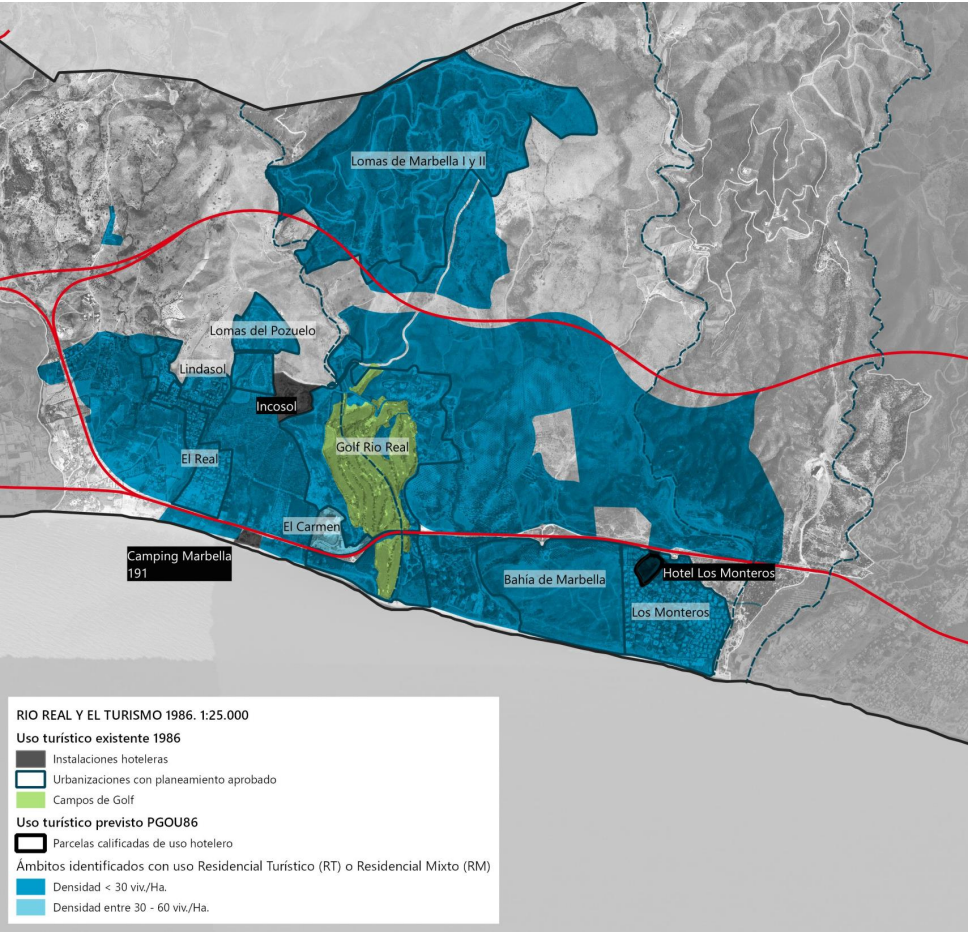 Lomas de Marbella I y II
Lomas del Pozuelo
Lindasol
Incosol
Golf Rio Real
El Real
El Carmen
Camping Marbella
191
Bahía de Marbella
Hotel Los Monteros
Los Monteros
RIO REAL Y EL TURISMO 1986. 1:25.000
Uso turístico existente 1986
Instalaciones hoteleras
Urbanizaciones con planeamiento aprobado
Campos de Golf
Uso turístico previsto PGOU86
Parcelas calificadas de uso hotelero
Ámbitos identificados con uso Residencial Turístico (RT) o Residencial Mixto (RM)
Densidad < 30 viv./Ha.
Densidad entre 30 - 60 viv./Ha.